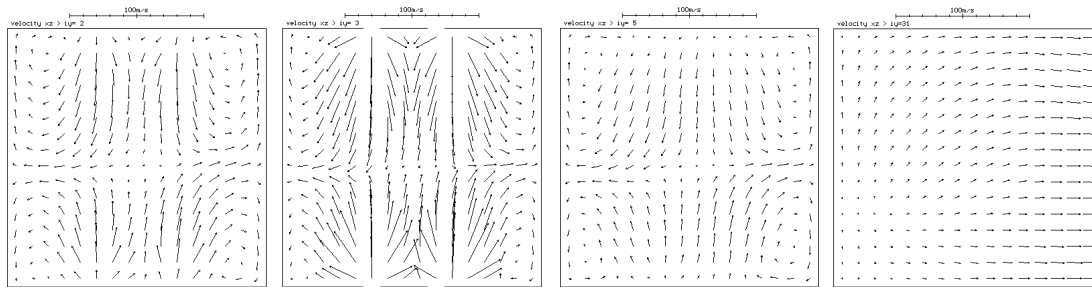 100m/s
velocity xz > iy= 2
100m/s
velocity xz > iy= 3
100m/s
velocity xz > iy= 5
100m/s
velocity xz > iy=31